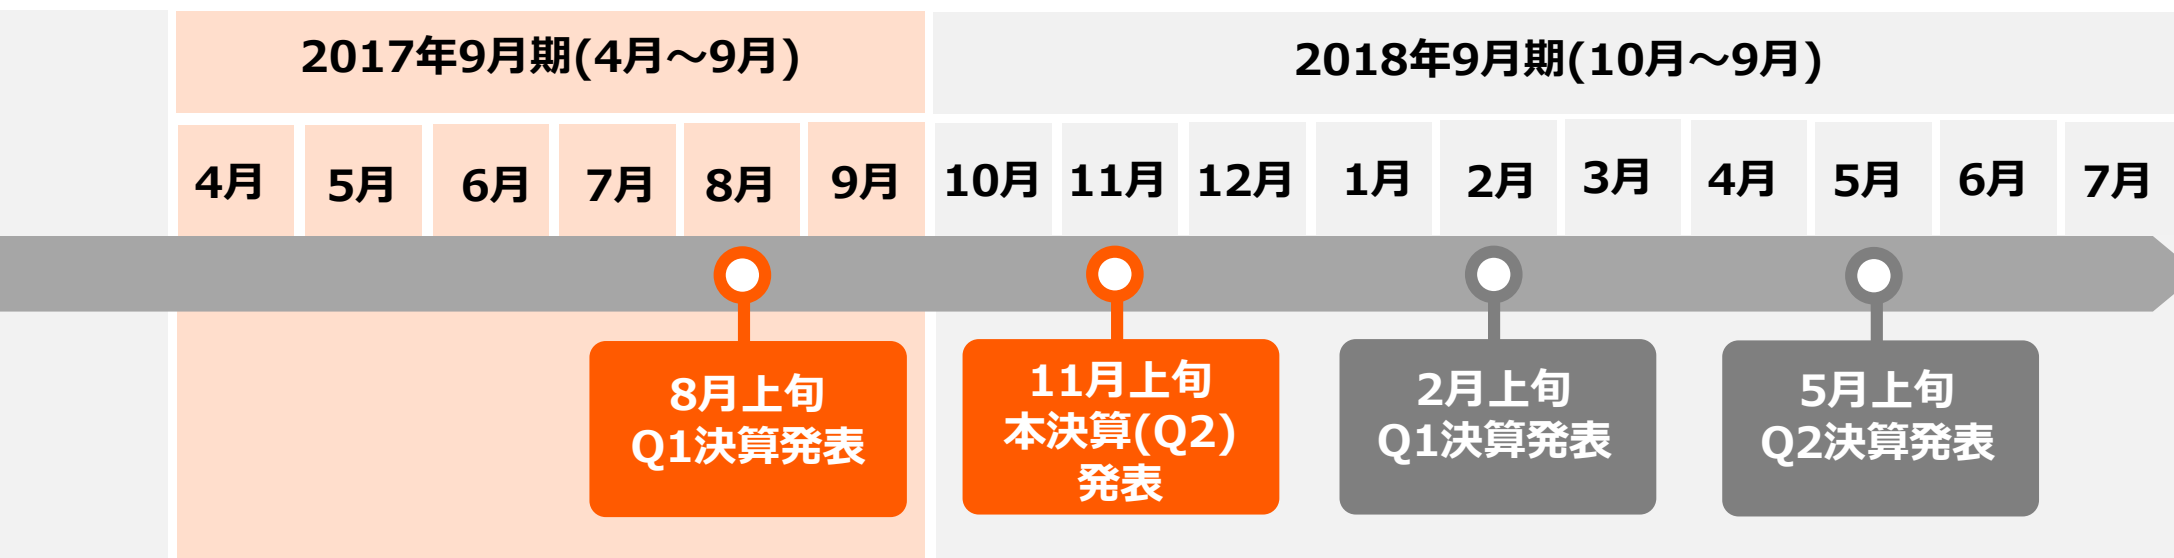 2017年9月期(4月～9月)
2018年9月期(10月～9月)
4月
5月
6月
7月
8月
9月
10月
11月
12月
1月
2月
3月
4月
5月
6月
7月
8月上旬
Q1決算発表
11月上旬
本決算(Q2)
発表
2月上旬
Q1決算発表
5月上旬
Q2決算発表